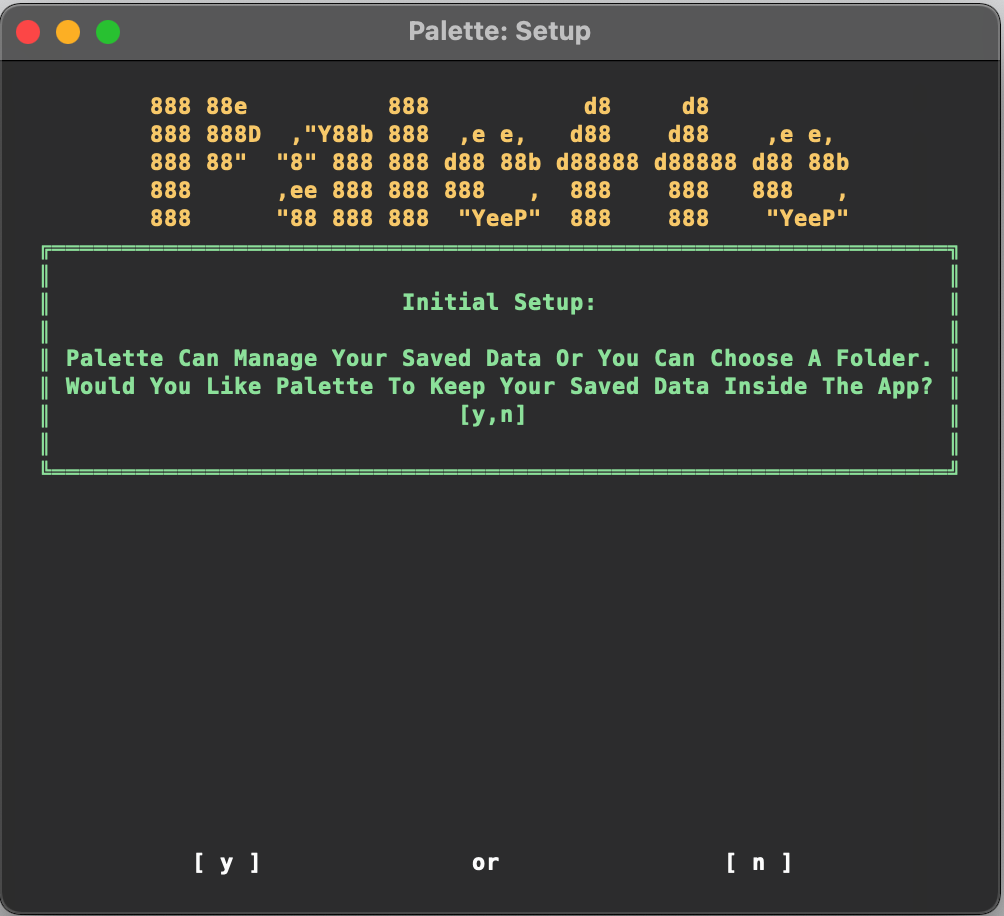 Palette: Setup
888 88e          888           d8     d8
888 888D  ,"Y88b 888  ,e e,   d88    d88    ,e e,
888 88"  "8" 888 888 d88 88b d88888 d88888 d88 88b
888      ,ee 888 888 888   ,  888    888   888   ,
888      "88 888 888  "YeeP"  888    888    "YeeP"
Initial Setup:
Palette Can Manage Your Saved Data Or You Can Choose A Folder.
Would You Like Palette To Keep Your Saved Data Inside The App?
[y,n]
[ y ] or [ n ]